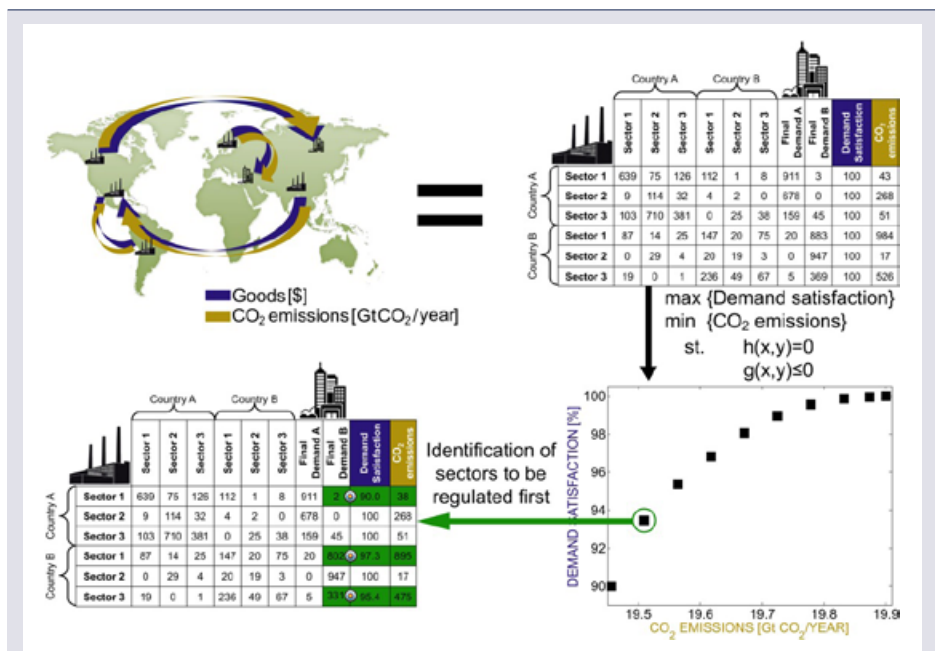 Goods [$]
CO₂ emissions [GtCO₂/year]
Country A Country B
Sector 1 Sector 2 Sector 3 Sector 1 Sector 2 Sector 3 Final Demand A Final Demand B Demand Satisfaction CO₂ emissions
Country A
Sector 1 639 75 126 112 1 8 911 3 100 43
Sector 2 9 114 32 4 2 0 678 0 100 268
Sector 3 103 710 381 0 25 38 159 45 100 51
Country B
Sector 1 87 14 25 147 20 75 20 883 100 984
Sector 2 0 29 4 20 19 3 0 947 100 17
Sector 3 19 0 1 236 49 67 5 369 100 526
max {Demand satisfaction}
min {CO₂ emissions}
st. h(x,y)=0
g(x,y)≤0
DEMAND SATISFACTION [%]
100
98
96
94
93
90
19.5 19.6 19.7 19.8 19.9
CO₂ EMISSIONS [Gt CO₂/YEAR]
Identification of
sectors to be
regulated first
Country A Country B
Sector 1 Sector 2 Sector 3 Sector 1 Sector 2 Sector 3 Final Demand A Final Demand B Demand Satisfaction CO₂ emissions
Country A
Sector 1 639 75 126 112 1 8 911 2 90.0 38
Sector 2 9 114 32 4 2 0 678 0 100 268
Sector 3 103 710 381 0 25 38 159 45 100 51
Country B
Sector 1 87 14 25 147 20 75 20 802 97.3 895
Sector 2 0 29 4 20 19 3 0 947 100 17
Sector 3 19 0 1 236 49 67 5 331 95.4 475